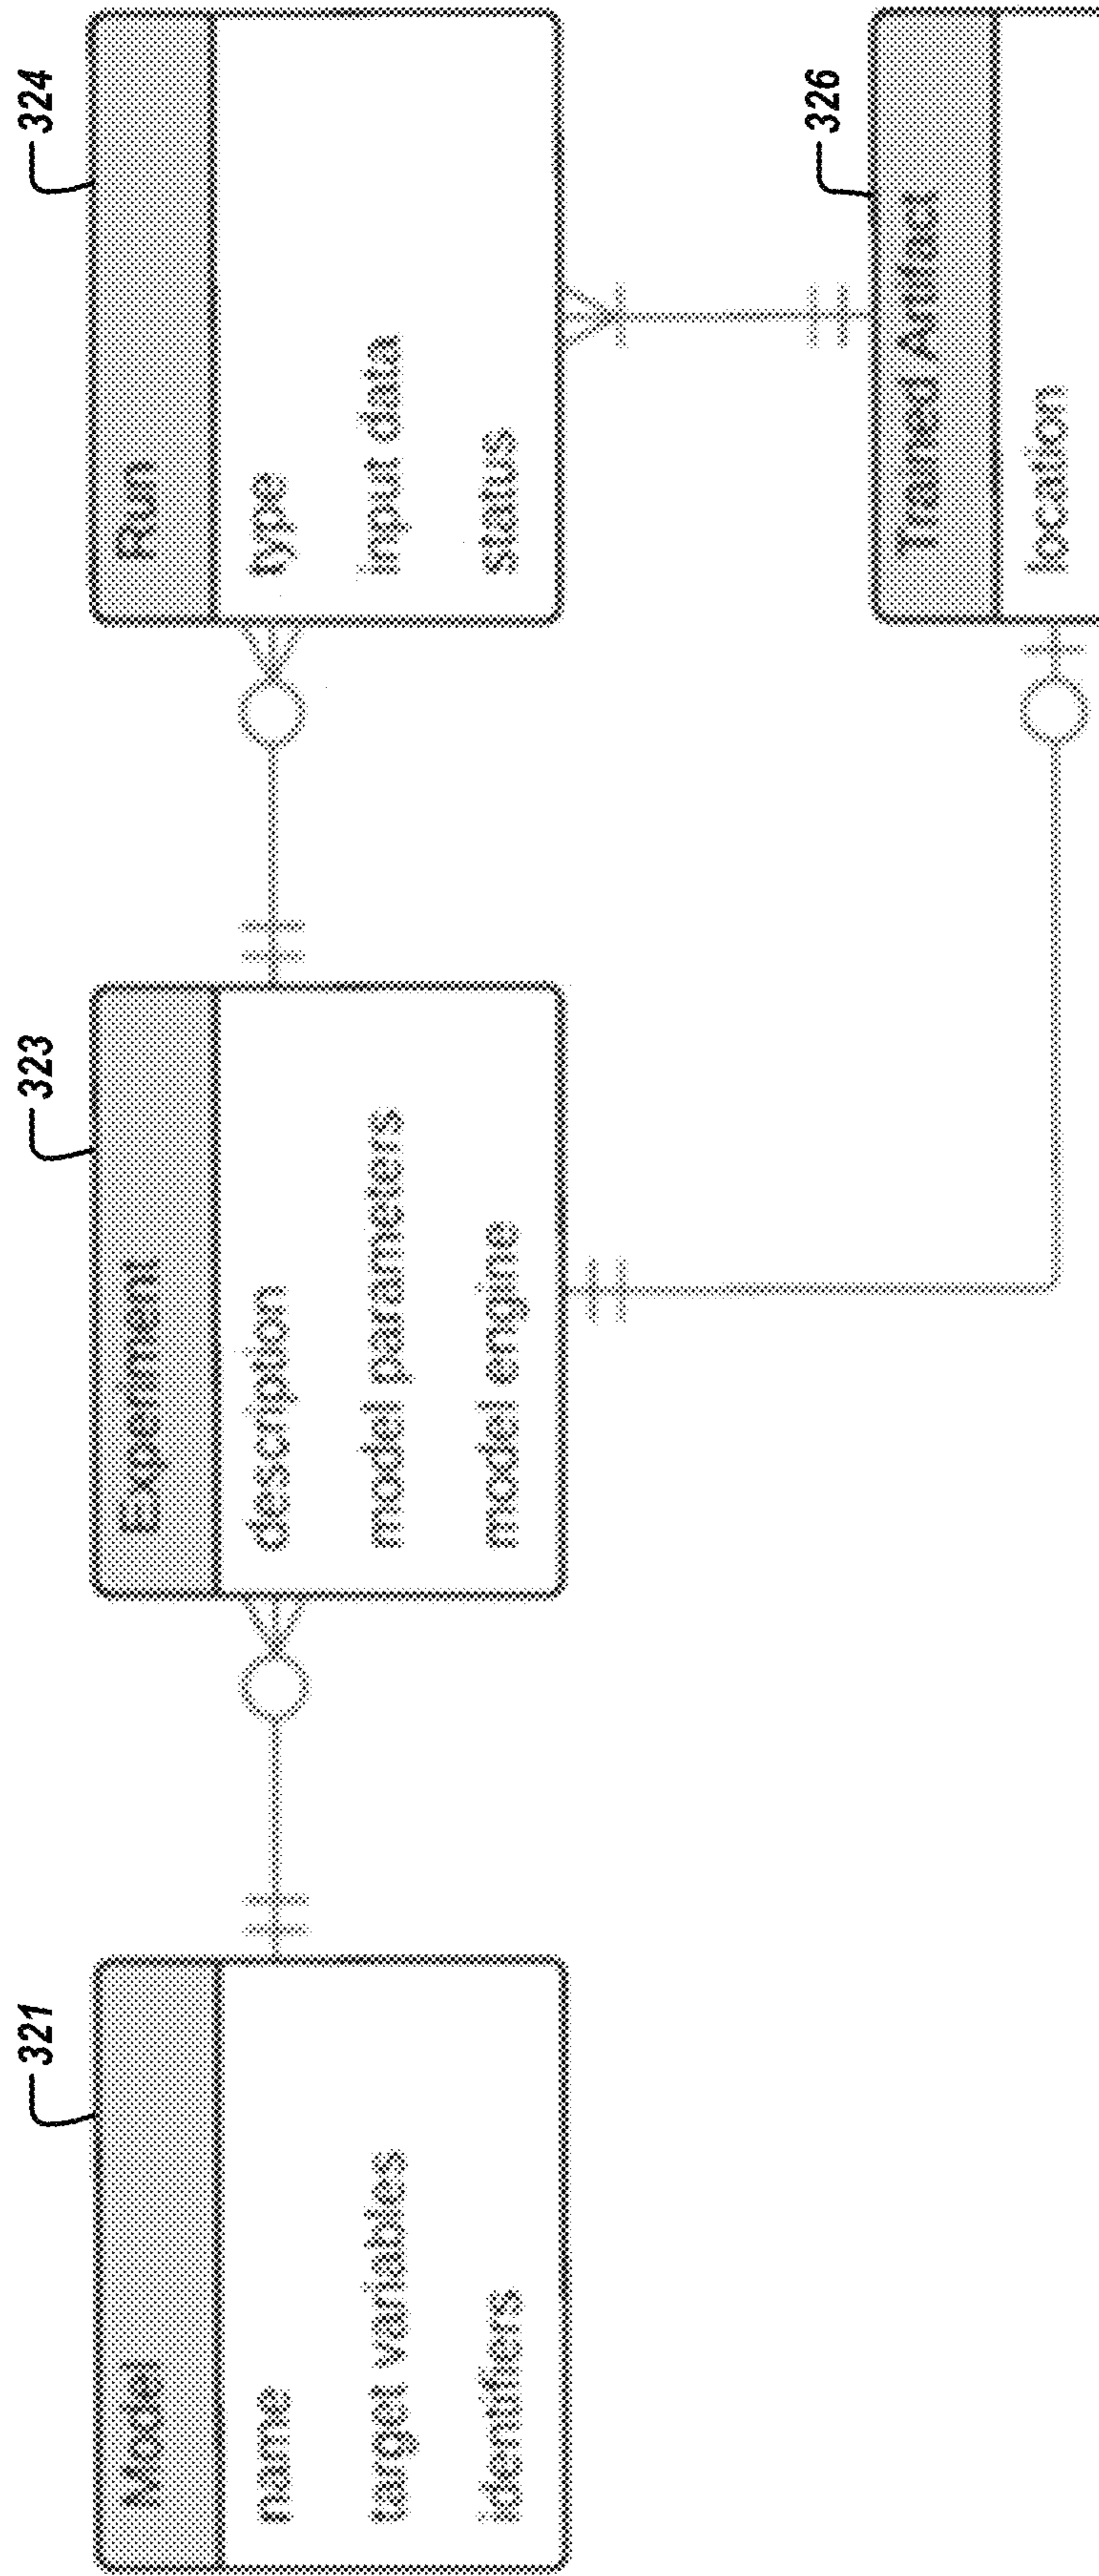 321
Model
name
target variables
identifiers
323
Experiment
description
model parameters
model engine
324
Run
type
input data
status
326
Trained Artifact
location